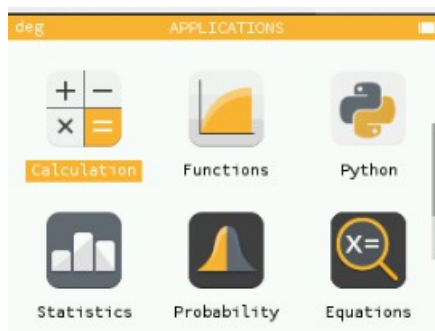 deg APPLICATIONS
+ -
× =
X=
Calculation Functions Python
Statistics Probability Equations